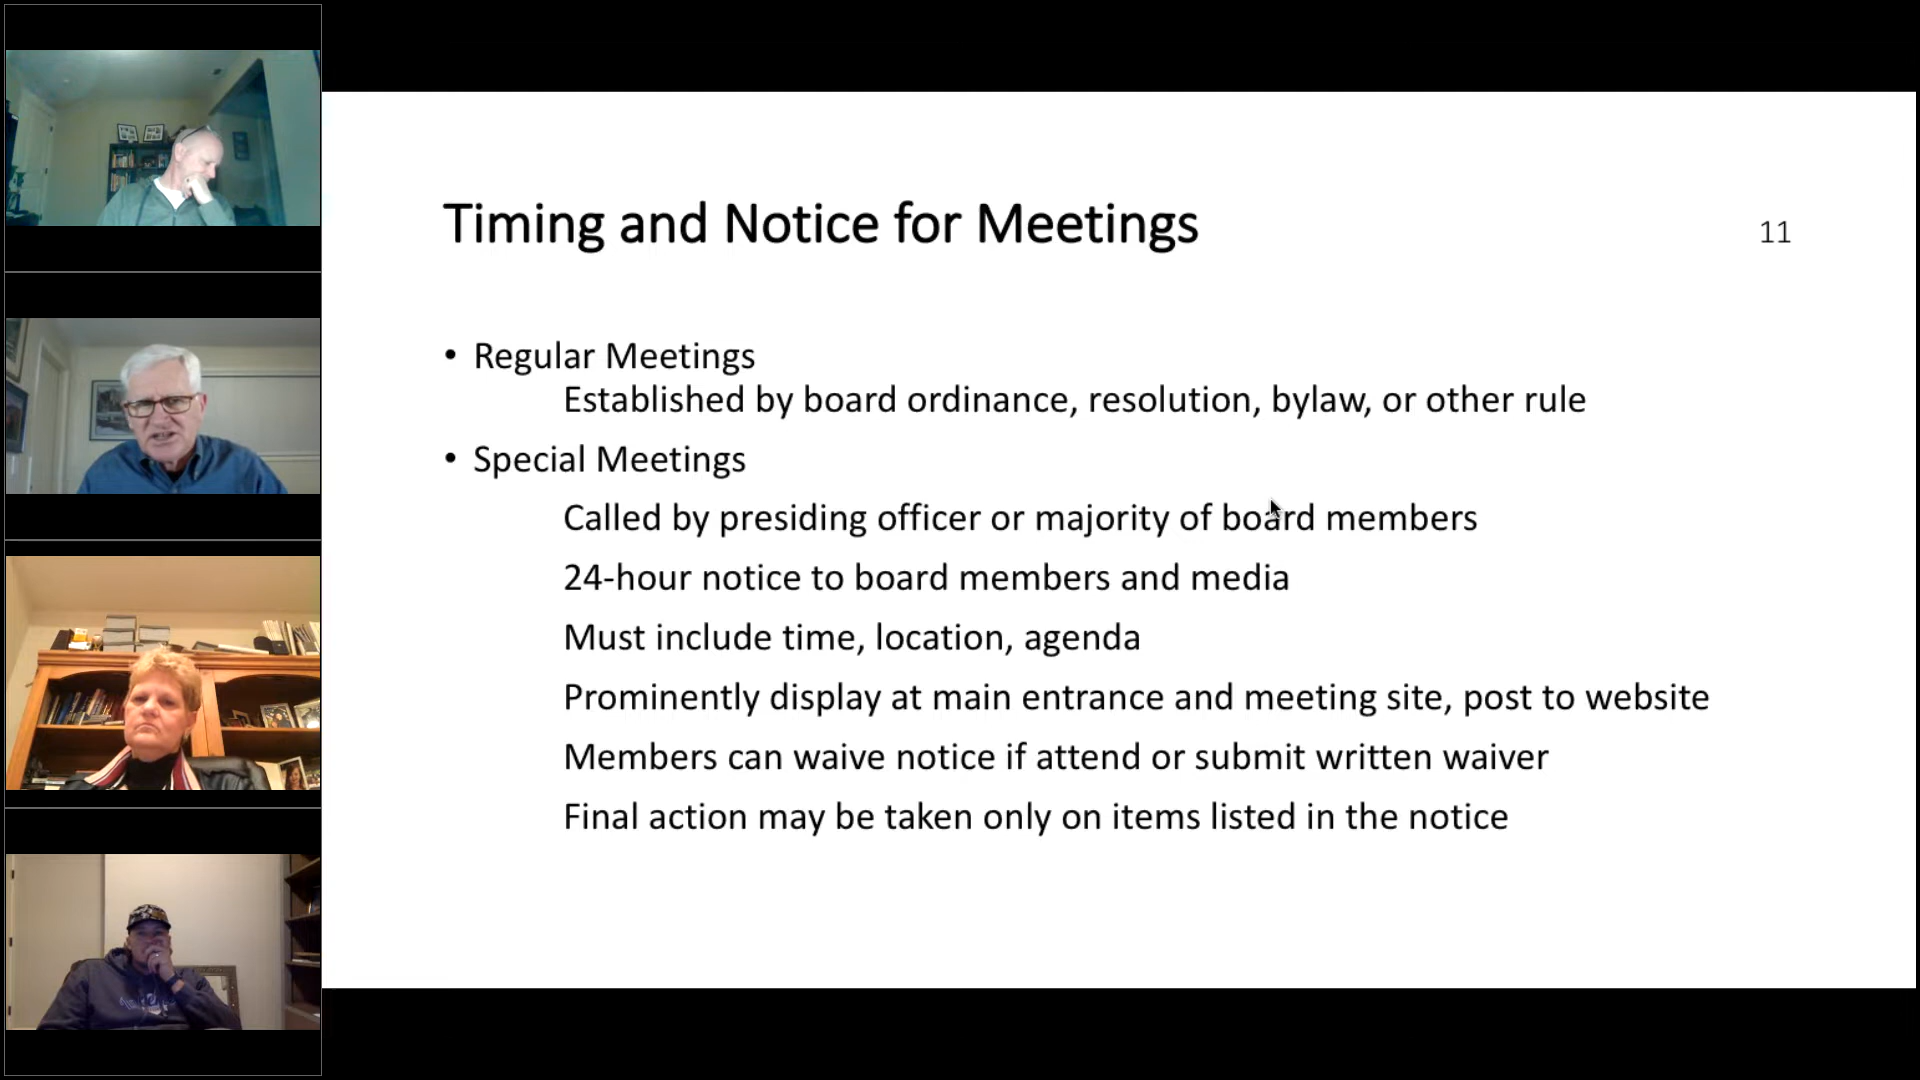 Timing and Notice for Meetings
11
• Regular Meetings
Established by board ordinance, resolution, bylaw, or other rule
• Special Meetings
Called by presiding officer or majority of board members
24-hour notice to board members and media
Must include time, location, agenda
Prominently display at main entrance and meeting site, post to website
Members can waive notice if attend or submit written waiver
Final action may be taken only on items listed in the notice